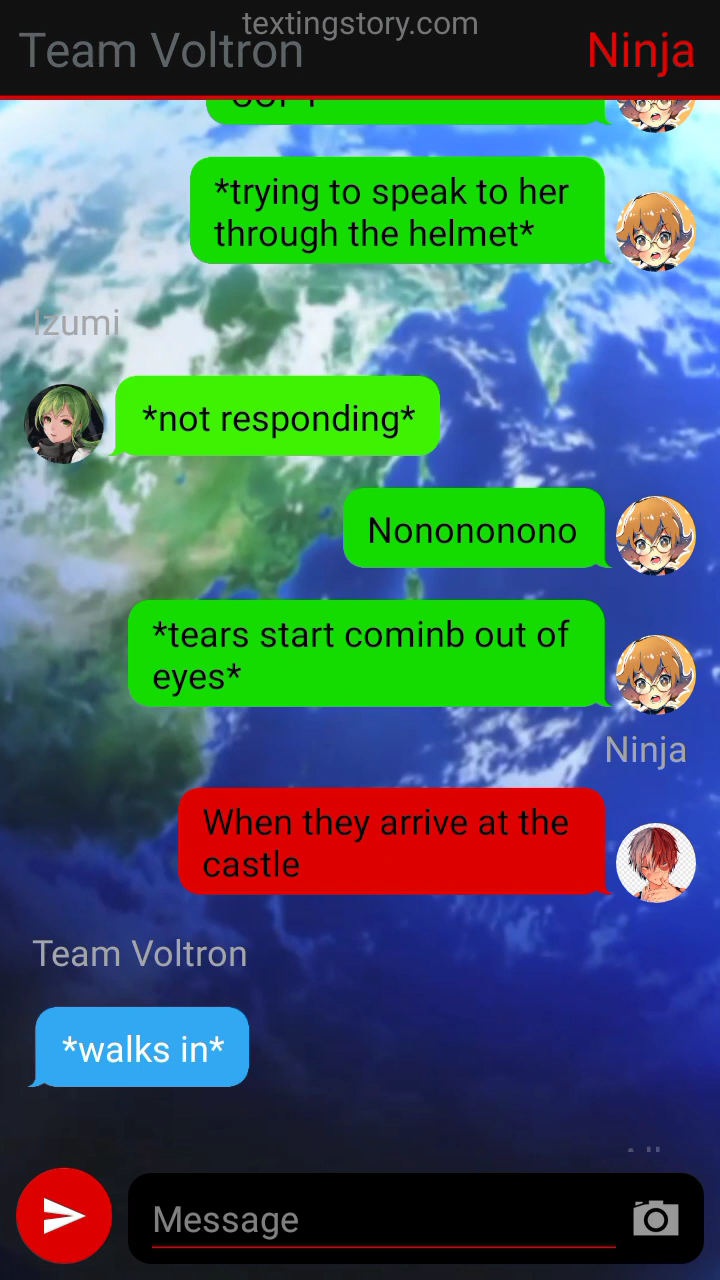 textingstory.com
Team Voltron
Ninja
*trying to speak to her
through the helmet*
Izumi
*not responding*
Nonononono
*tears start cominb out of
eyes*
Ninja
When they arrive at the
castle
Team Voltron
*walks in*
Message